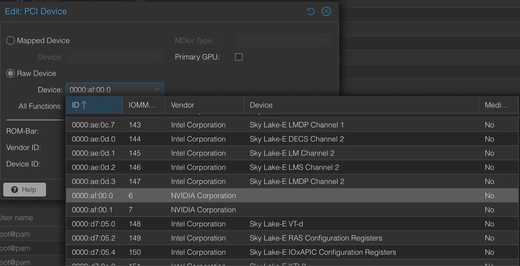 Edit: PCI Device
Mapped Device
MDev Type:
Device:
Primary GPU:
Raw Device
Device: 0000:af:00.0
All Functions:
ROM-Bar:
Vendor ID:
Device ID:
Help
ID IOMM... Vendor Device Medi...
0000:ae:0c.7 143 Intel Corporation Sky Lake-E LMDP Channel 1 No
0000:ae:0d.0 144 Intel Corporation Sky Lake-E DECS Channel 2 No
0000:ae:0d.1 145 Intel Corporation Sky Lake-E LM Channel 2 No
0000:ae:0d.2 146 Intel Corporation Sky Lake-E LMS Channel 2 No
0000:ae:0d.3 147 Intel Corporation Sky Lake-E LMDP Channel 2 No
0000:af:00.0 6 NVIDIA Corporation No
0000:af:00.1 7 NVIDIA Corporation No
0000:d7:05.0 148 Intel Corporation Sky Lake-E VT-d No
0000:d7:05.2 149 Intel Corporation Sky Lake-E RAS Configuration Registers No
0000:d7:05.4 150 Intel Corporation Sky Lake-E IOxAPIC Configuration Registers No
User name
root@pam
root@pam